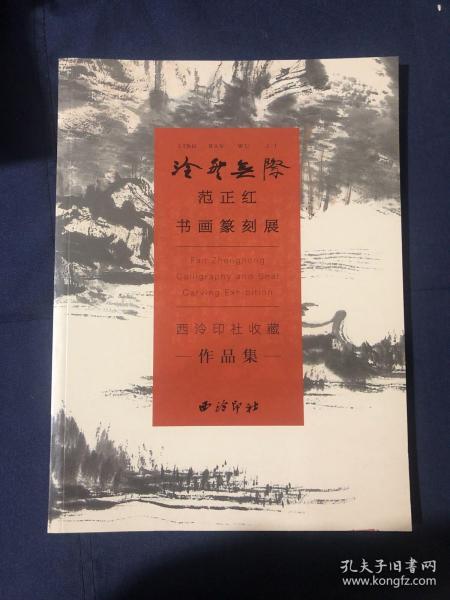 LING RAN WU JI
泠然無際
范正红
书画篆刻展
Fan Zhenghong
Calligraphy and Seal
Carving Exhibition
西泠印社收藏
作品集
西泠印社
孔夫子旧书网
www.kongfz.com